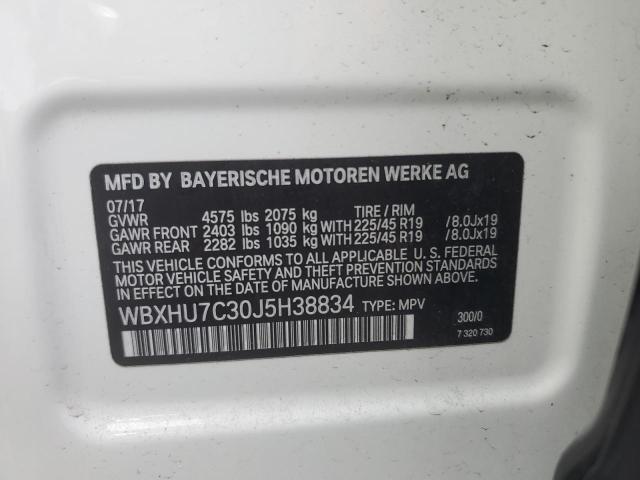 MFD BY BAYERISCHE MOTOREN WERKE AG
07/17
GVWR 4575 lbs 2075 kg TIRE / RIM
GAWR FRONT 2403 lbs 1090 kg WITH 225/45 R19 /8.0Jx19
GAWR REAR 2282 lbs 1035 kg WITH 225/45 R19 /8.0Jx19
THIS VEHICLE CONFORMS TO ALL APPLICABLE U. S. FEDERAL
MOTOR VEHICLE SAFETY AND THEFT PREVENTION STANDARDS
IN EFFECT ON THE DATE OF MANUFACTURE SHOWN ABOVE.
WBXHU7C30J5H38834 TYPE: MPV 300/0
7 320 730